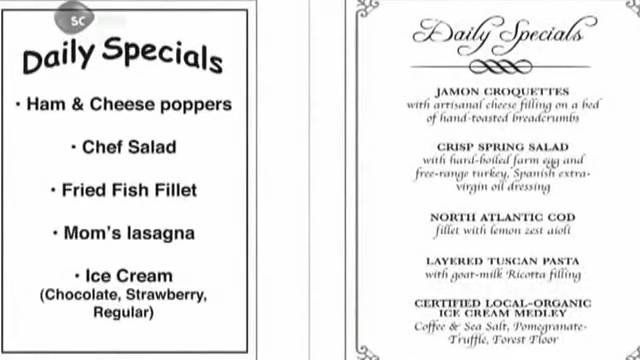 SC
Daily Specials
• Ham & Cheese poppers
• Chef Salad
• Fried Fish Fillet
• Mom's lasagna
• Ice Cream
(Chocolate, Strawberry,
Regular)
Daily Specials
JAMON CROQUETTES
with artisanal cheese filling on a bed
of hand-toasted breadcrumbs
CRISP SPRING SALAD
with hard-boiled farm egg and
free-range turkey, Spanish extra-
virgin oil dressing
NORTH ATLANTIC COD
fillet with lemon zest aioli
LAYERED TUSCAN PASTA
with goat-milk Ricotta filling
CERTIFIED LOCAL-ORGANIC
ICE CREAM MEDLEY
Coffee & Sea Salt, Pomegranate-
Truffle, Forest Floor